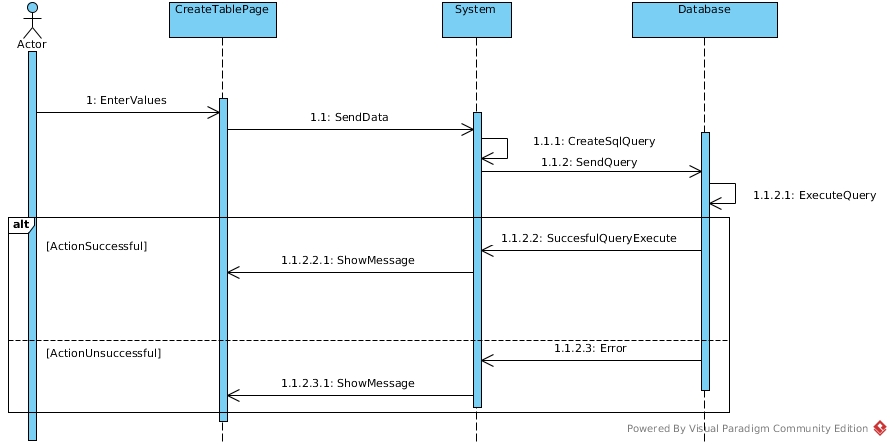 CreateTablePage
System
Database
Actor
1: EnterValues
1.1: SendData
1.1.1: CreateSqlQuery
1.1.2: SendQuery
1.1.2.1: ExecuteQuery
alt
[ActionSuccessful]
1.1.2.2: SuccesfulQueryExecute
1.1.2.2.1: ShowMessage
[ActionUnsuccessful]
1.1.2.3: Error
1.1.2.3.1: ShowMessage
Powered By Visual Paradigm Community Edition